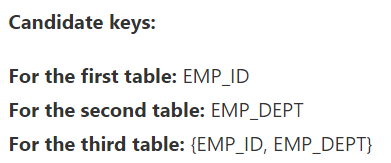 Candidate keys:
For the first table: EMP_ID
For the second table: EMP_DEPT
For the third table: {EMP_ID, EMP_DEPT}